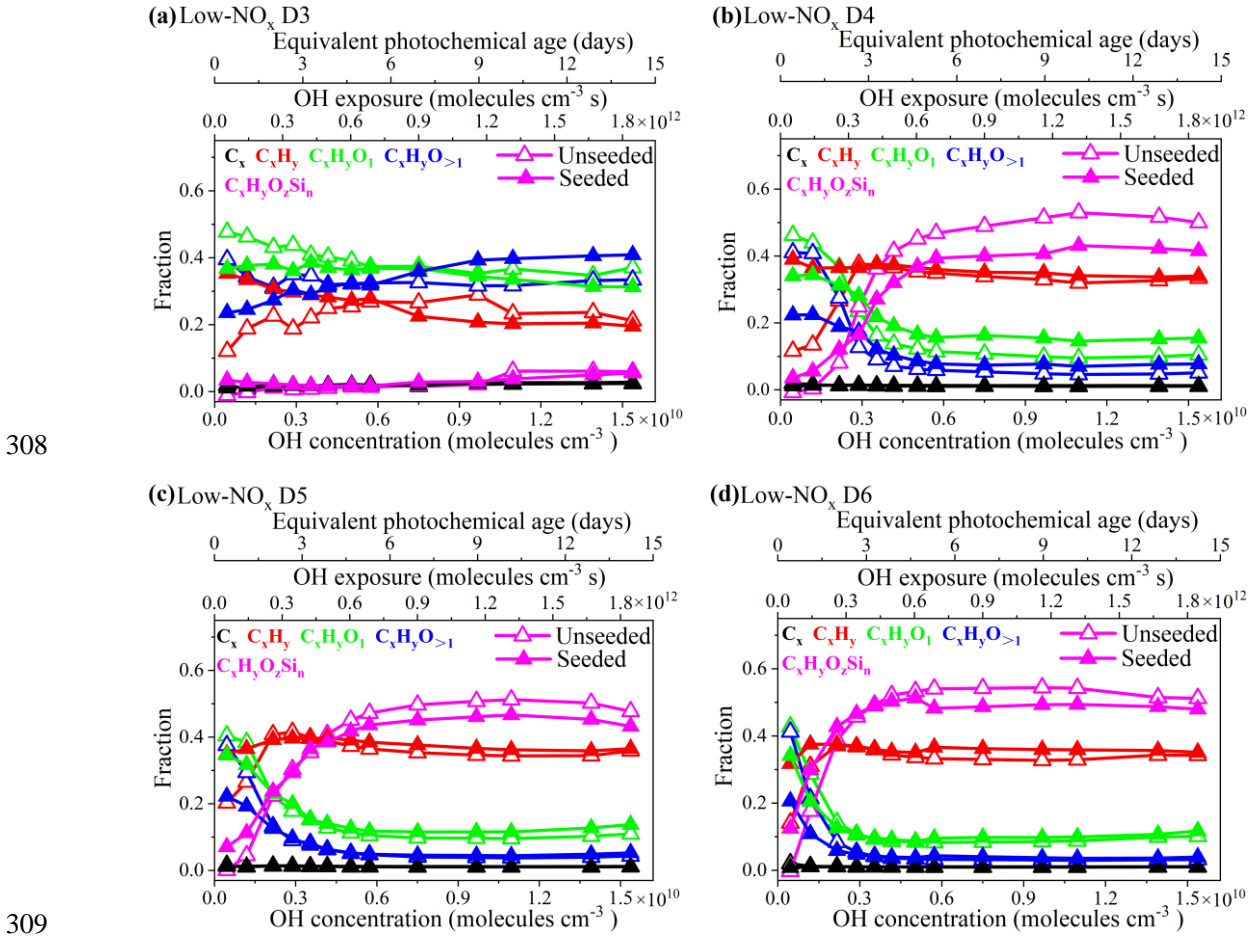 (a) Low-NOx D3
Equivalent photochemical age (days)
0 3 6 9 12 15
OH exposure (molecules cm-3 s)
0.0 0.3 0.6 0.9 1.2 1.8×10^12
Cx CxHy CxHyO1 CxHyO>1
CxHyOzSin
Unseeded
Seeded
Fraction
0.6
0.4
0.2
0.0
0.0 0.3 0.6 0.9 1.2 1.5×10^10
OH concentration (molecules cm-3 )
308
(b) Low-NOx D4
Equivalent photochemical age (days)
0 3 6 9 12 15
OH exposure (molecules cm-3 s)
0.0 0.3 0.6 0.9 1.2 1.8×10^12
Cx CxHy CxHyO1 CxHyO>1
CxHyOzSin
Unseeded
Seeded
Fraction
0.6
0.4
0.2
0.0
0.0 0.3 0.6 0.9 1.2 1.5×10^10
OH concentration (molecules cm-3 )
(c) Low-NOx D5
Equivalent photochemical age (days)
0 3 6 9 12 15
OH exposure (molecules cm-3 s)
0.0 0.3 0.6 0.9 1.2 1.8×10^12
Cx CxHy CxHyO1 CxHyO>1
CxHyOzSin
Unseeded
Seeded
Fraction
0.6
0.4
0.2
0.0
0.0 0.3 0.6 0.9 1.2 1.5×10^10
OH concentration (molecules cm-3 )
309
(d) Low-NOx D6
Equivalent photochemical age (days)
0 3 6 9 12 15
OH exposure (molecules cm-3 s)
0.0 0.3 0.6 0.9 1.2 1.8×10^12
Cx CxHy CxHyO1 CxHyO>1
CxHyOzSin
Unseeded
Seeded
Fraction
0.6
0.4
0.2
0.0
0.0 0.3 0.6 0.9 1.2 1.5×10^10
OH concentration (molecules cm-3 )